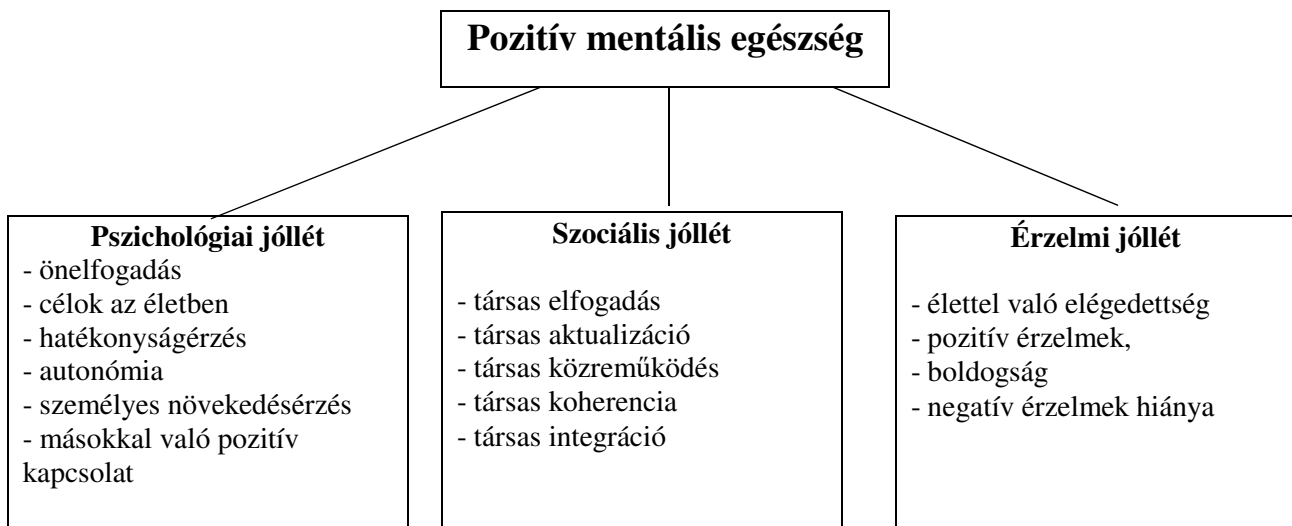 Pozitív mentális egészség
Pszichológiai jóllét
- önelfogadás
- célok az életben
- hatékonyságérzés
- autonómia
- személyes növekedésérzés
- másokkal való pozitív
kapcsolat
Szociális jóllét
- társas elfogadás
- társas aktualizáció
- társas közreműködés
- társas koherencia
- társas integráció
Érzelmi jóllét
- élettel való elégedettség
- pozitív érzelmek,
- boldogság
- negatív érzelmek hiánya